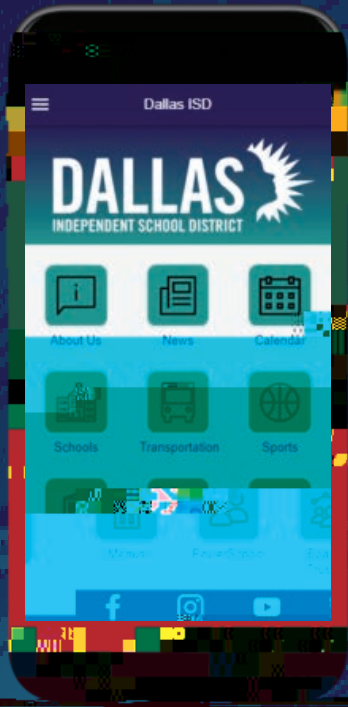 Dallas ISD
DALLAS
INDEPENDENT SCHOOL DISTRICT
About Us
News
Calendar
Schools
Transportation
Sports